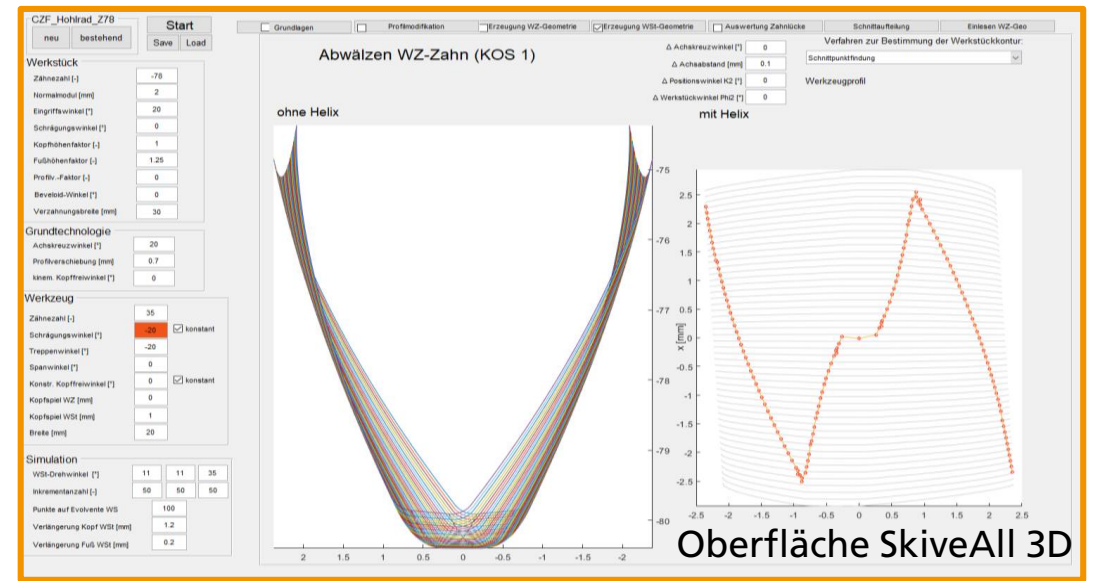 CZF_Hohlrad_Z78
neu bestehend
Start
Save Load
Grundlagen Profilmodifikation Erzeugung WZ-Geometrie Erzeugung WSt-Geometrie Auswertung Zahnlücke Schnittaufteilung Einlesen WZ-Geo
Werkstück
Zähnezahl [-] -78
Normalmodul [mm] 2
Eingriffswinkel [°] 20
Schrägungswinkel [°] 0
Kopfhöhenfaktor [-] 1
Fußhöhenfaktor [-] 1.25
Profilv.-Faktor [-] 0
Beveloid-Winkel [°] 0
Verzahnungsbreite [mm] 30
Grundtechnologie
Achskreuzwinkel [°] 20
Profilverschiebung [mm] 0.7
kinem. Kopffreiwinkel [°] 0
Werkzeug
Zähnezahl [-] 35
Schrägungswinkel [°] -20 konstant
Treppenwinkel [°] -20
Spanwinkel [°] 0
Konstr. Kopffreiwinkel [°] 0 konstant
Kopfspiel WZ [mm] 0
Kopfspiel WSt [mm] 1
Breite [mm] 20
Simulation
WSt-Drehwinkel [°] 11 11 35
Inkrementanzahl [-] 50 50 50
Punkte auf Evolvente WS 100
Verlängerung Kopf WSt [mm] 1.2
Verlängerung Fuß WSt [mm] 0.2
Abwälzen WZ-Zahn (KOS 1)
Δ Achskreuzwinkel [°] 0
Δ Achsabstand [mm] 0.1
Δ Positionswinkel K2 [°] 0
Δ Werkstückwinkel Phi2 [°] 0
Verfahren zur Bestimmung der Werkstückkontur:
Schnittpunktfindung
Werkzeugprofil
ohne Helix
-75
-76
-77
-78
-79
-80
2 1.5 1 0.5 0 -0.5 -1 -1.5 -2
mit Helix
2.5
2
1.5
1
0.5
0
-0.5
-1
-1.5
-2
-2.5
x [mm]
-2.5 -2 -1.5 -1 -0.5 0 0.5 1 1.5 2 2.5
Oberfläche SkiveAll 3D